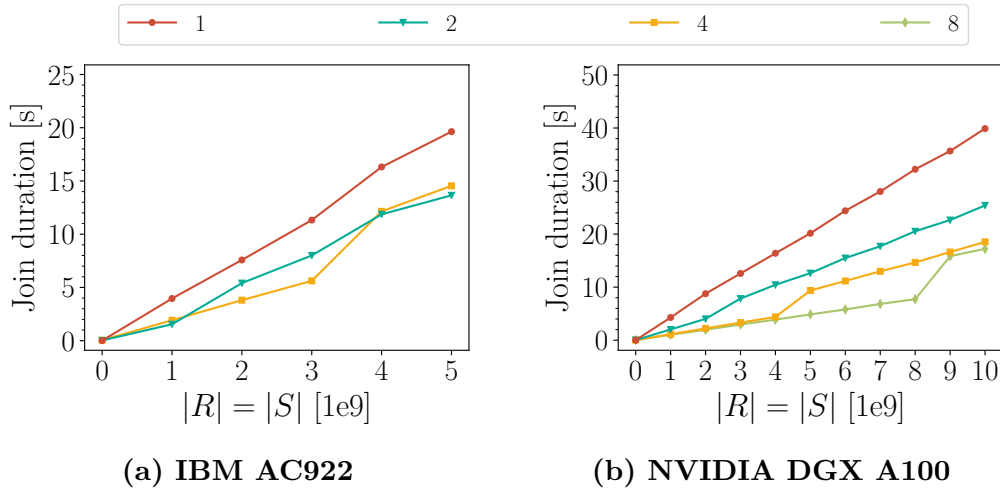 1 2 4 8
Join duration [s]
25
20
15
10
5
0
0 1 2 3 4 5
|R| = |S| [1e9]
(a) IBM AC922
Join duration [s]
50
40
30
20
10
0
0 1 2 3 4 5 6 7 8 9 10
|R| = |S| [1e9]
(b) NVIDIA DGX A100